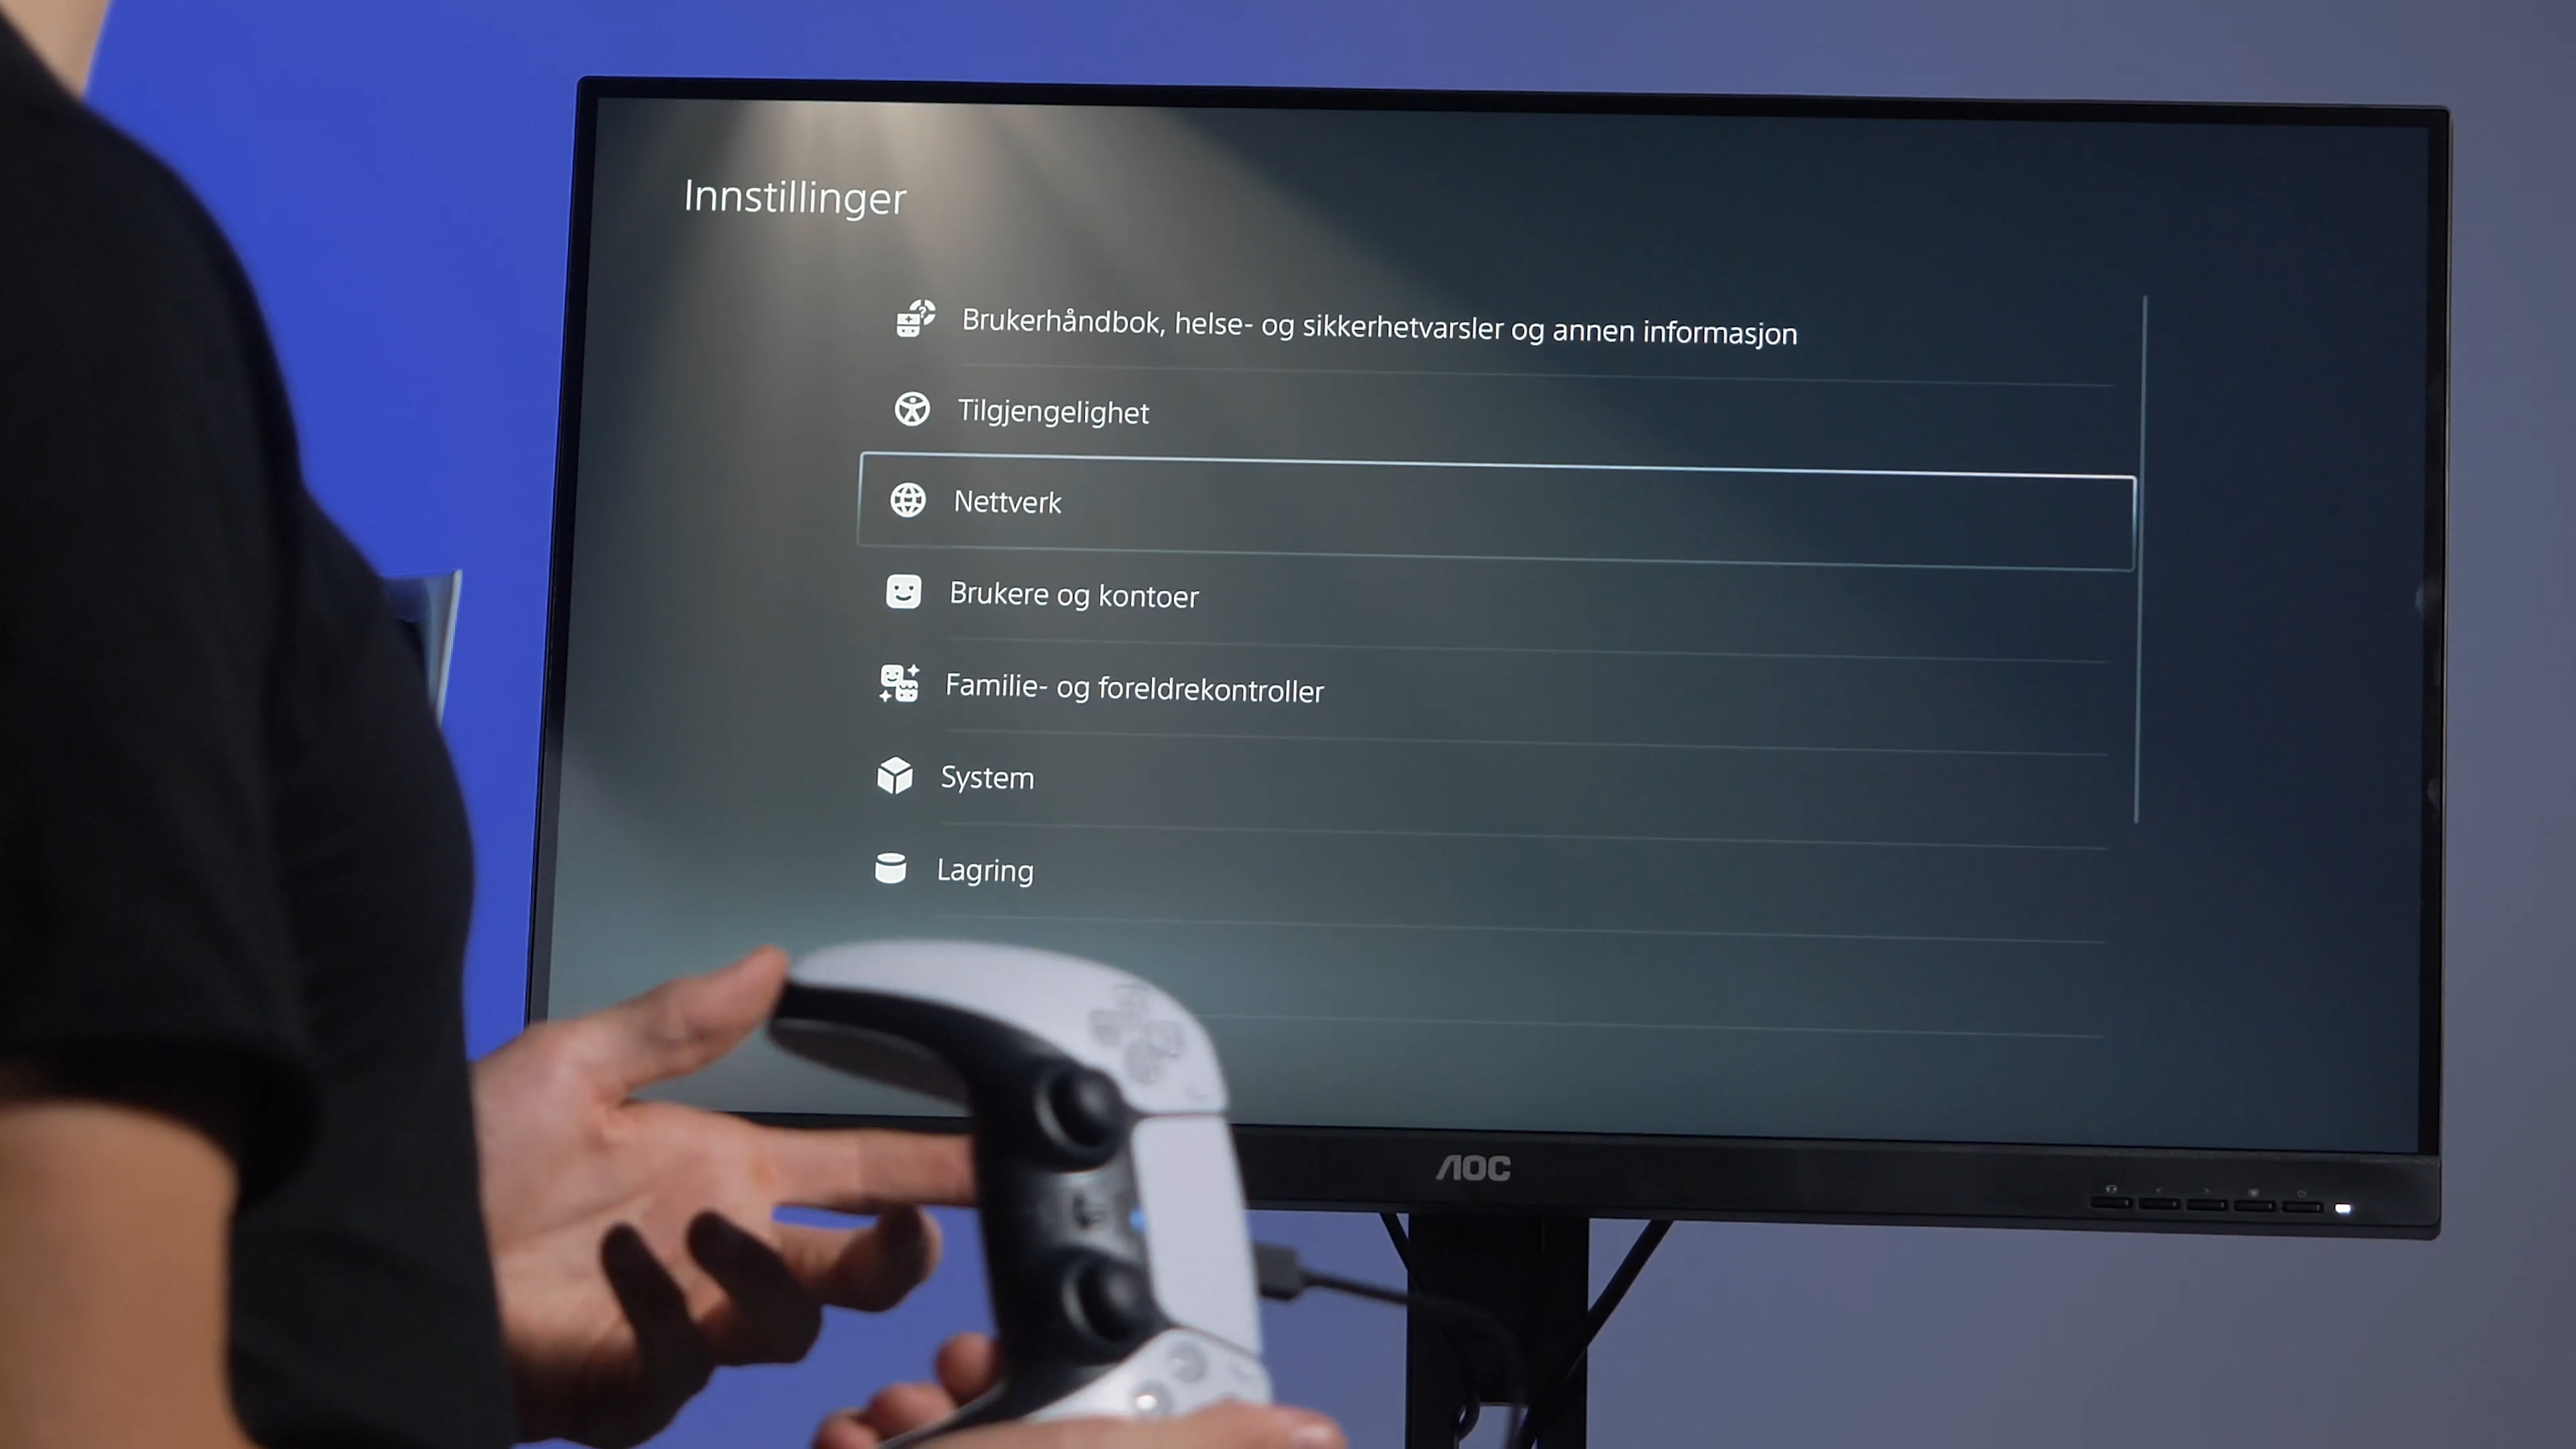 Innstillinger
Brukerhåndbok, helse- og sikkerhetvarsler og annen informasjon
Tilgjengelighet
Nettverk
Brukere og kontoer
Familie- og foreldrekontroller
System
Lagring
AOC